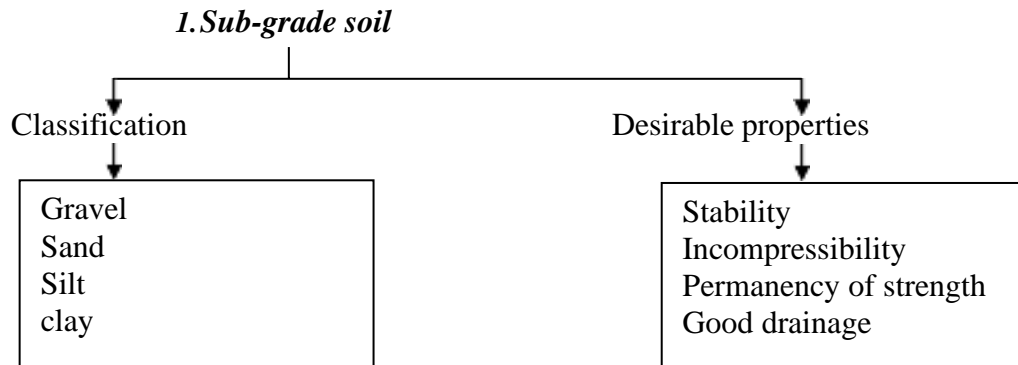 1. Sub-grade soil
Classification
Gravel
Sand
Silt
clay
Desirable properties
Stability
Incompressibility
Permanency of strength
Good drainage